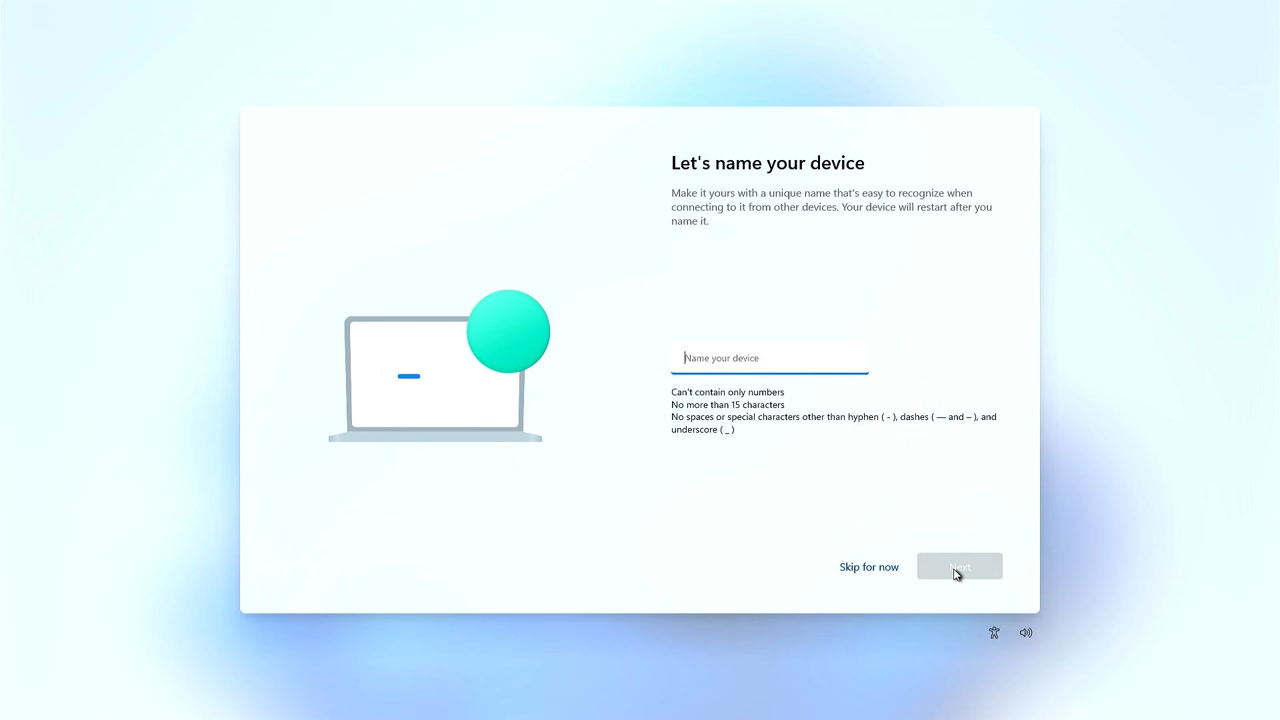 Let's name your device
Make it yours with a unique name that's easy to recognize when
connecting to it from other devices. Your device will restart after you
name it.
Name your device
Can't contain only numbers
No more than 15 characters
No spaces or special characters other than hyphen ( - ), dashes ( — and – ), and
underscore ( _ )
Skip for now
Next